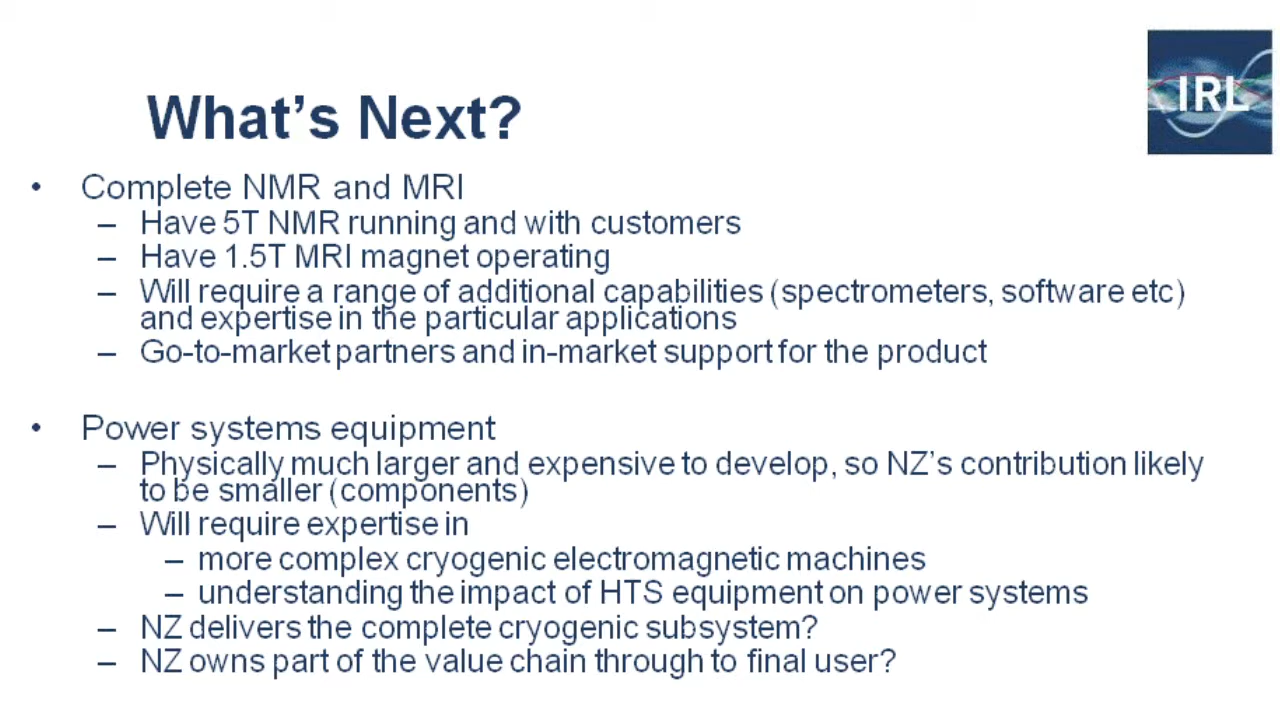 IRL
What's Next?
• Complete NMR and MRI
– Have 5T NMR running and with customers
– Have 1.5T MRI magnet operating
– Will require a range of additional capabilities (spectrometers, software etc)
and expertise in the particular applications
– Go-to-market partners and in-market support for the product
• Power systems equipment
– Physically much larger and expensive to develop, so NZ's contribution likely
to be smaller (components)
– Will require expertise in
– more complex cryogenic electromagnetic machines
– understanding the impact of HTS equipment on power systems
– NZ delivers the complete cryogenic subsystem?
– NZ owns part of the value chain through to final user?